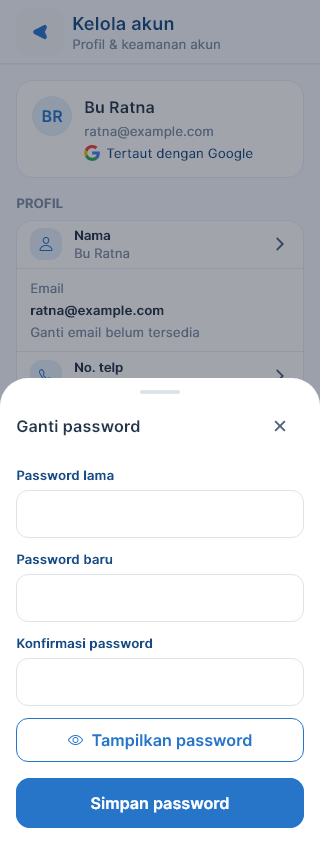 Kelola akun
Profil & keamanan akun
BR
Bu Ratna
ratna@example.com
Tertaut dengan Google
PROFIL
Nama
Bu Ratna
Email
ratna@example.com
Ganti email belum tersedia
No. telp
Ganti password
Password lama
Password baru
Konfirmasi password
Tampilkan password
Simpan password